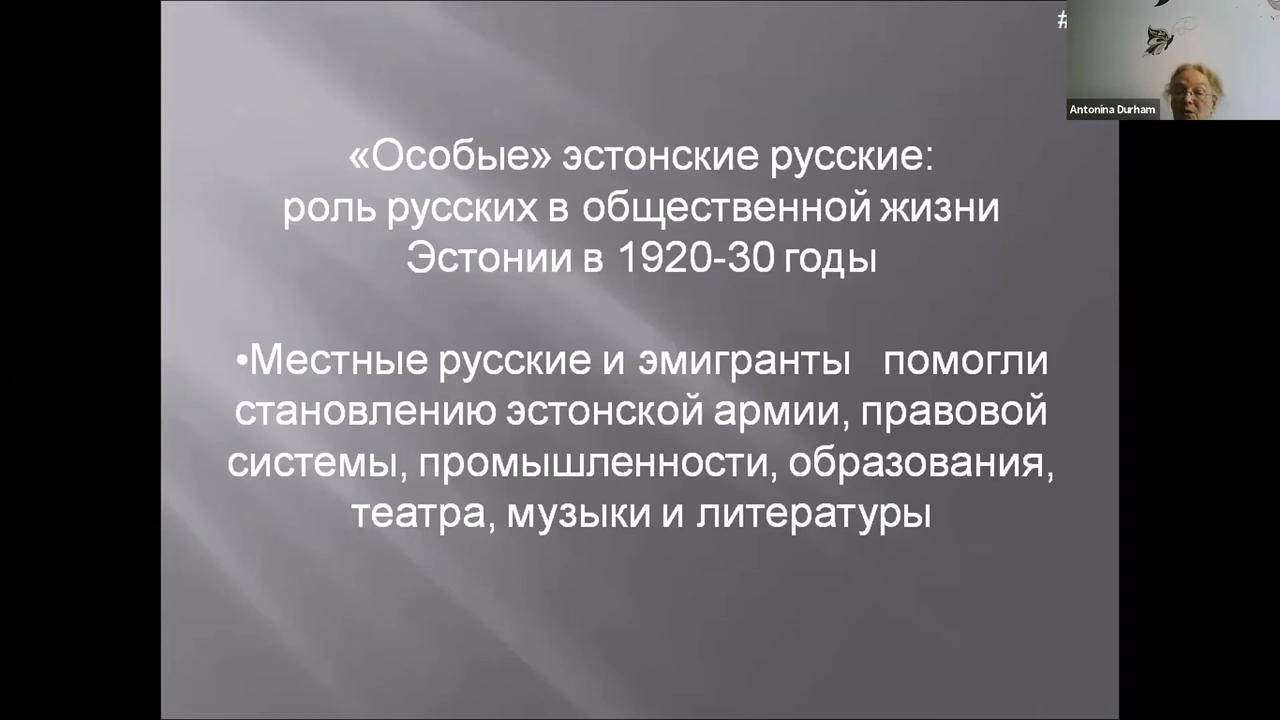 #
Antonina Durham
«Особые» эстонские русские:
роль русских в общественной жизни
Эстонии в 1920-30 годы
•Местные русские и эмигранты помогли
становлению эстонской армии, правовой
системы, промышленности, образования,
театра, музыки и литературы